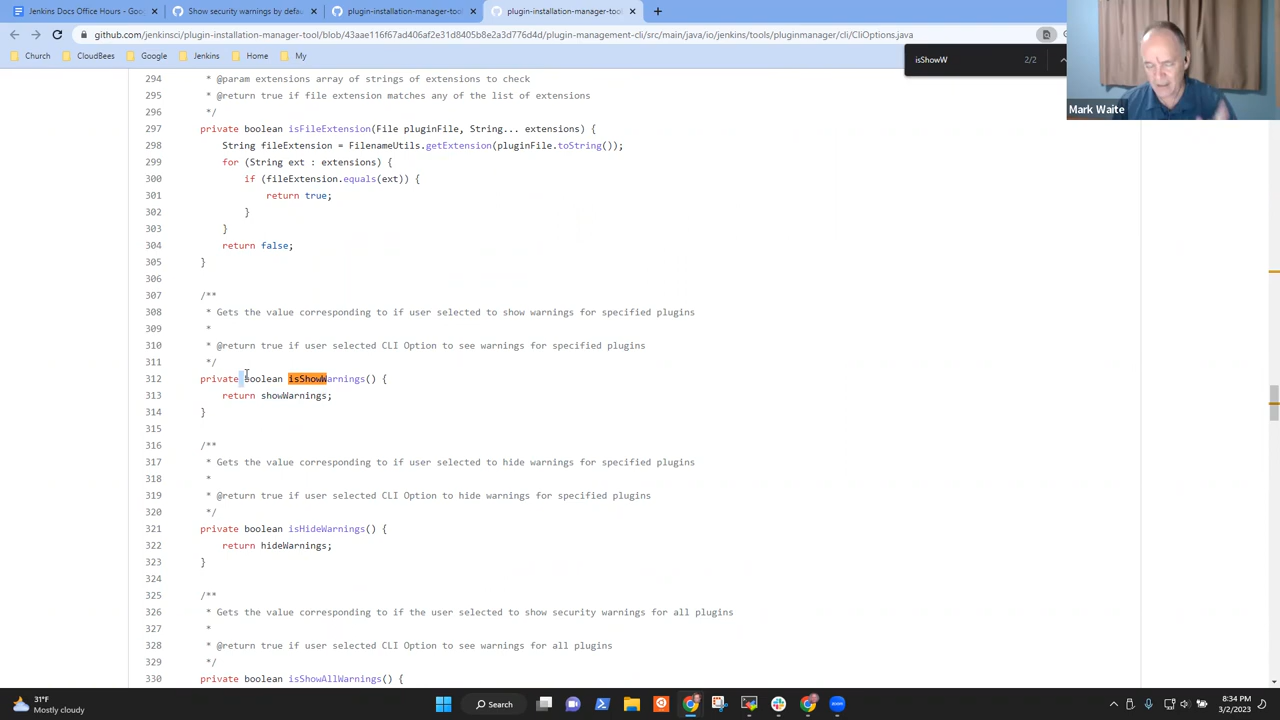 Jenkins Docs Office Hours - Goo
Show security warnings by defau
plugin-installation-manager-tool
plugin-installation-manager-tool
github.com/jenkinsci/plugin-installation-manager-tool/blob/43aae116f67ad406af2e31d8405b8e2a3d776d4d/plugin-management-cli/src/main/java/io/jenkins/tools/pluginmanager/cli/CliOptions.java
Church
CloudBees
Google
Jenkins
Home
My
isShowW 2/2
Mark Waite
294 * @param extensions array of strings of extensions to check
295 * @return true if file extension matches any of the list of extensions
296 */
297 private boolean isFileExtension(File pluginFile, String... extensions) {
298 String fileExtension = FilenameUtils.getExtension(pluginFile.toString());
299 for (String ext : extensions) {
300 if (fileExtension.equals(ext)) {
301 return true;
302 }
303 }
304 return false;
305 }
306
307 /**
308 * Gets the value corresponding to if user selected to show warnings for specified plugins
309 *
310 * @return true if user selected CLI Option to see warnings for specified plugins
311 */
312 private boolean isShowWarnings() {
313 return showWarnings;
314 }
315
316 /**
317 * Gets the value corresponding to if user selected to hide warnings for specified plugins
318 *
319 * @return true if user selected CLI Option to hide warnings for specified plugins
320 */
321 private boolean isHideWarnings() {
322 return hideWarnings;
323 }
324
325 /**
326 * Gets the value corresponding to if the user selected to show security warnings for all plugins
327 *
328 * @return true if user selected CLI Option to see warnings for all plugins
329 */
330 private boolean isShowAllWarnings() {
31°F
Mostly cloudy
Search
8:34 PM
3/2/2023